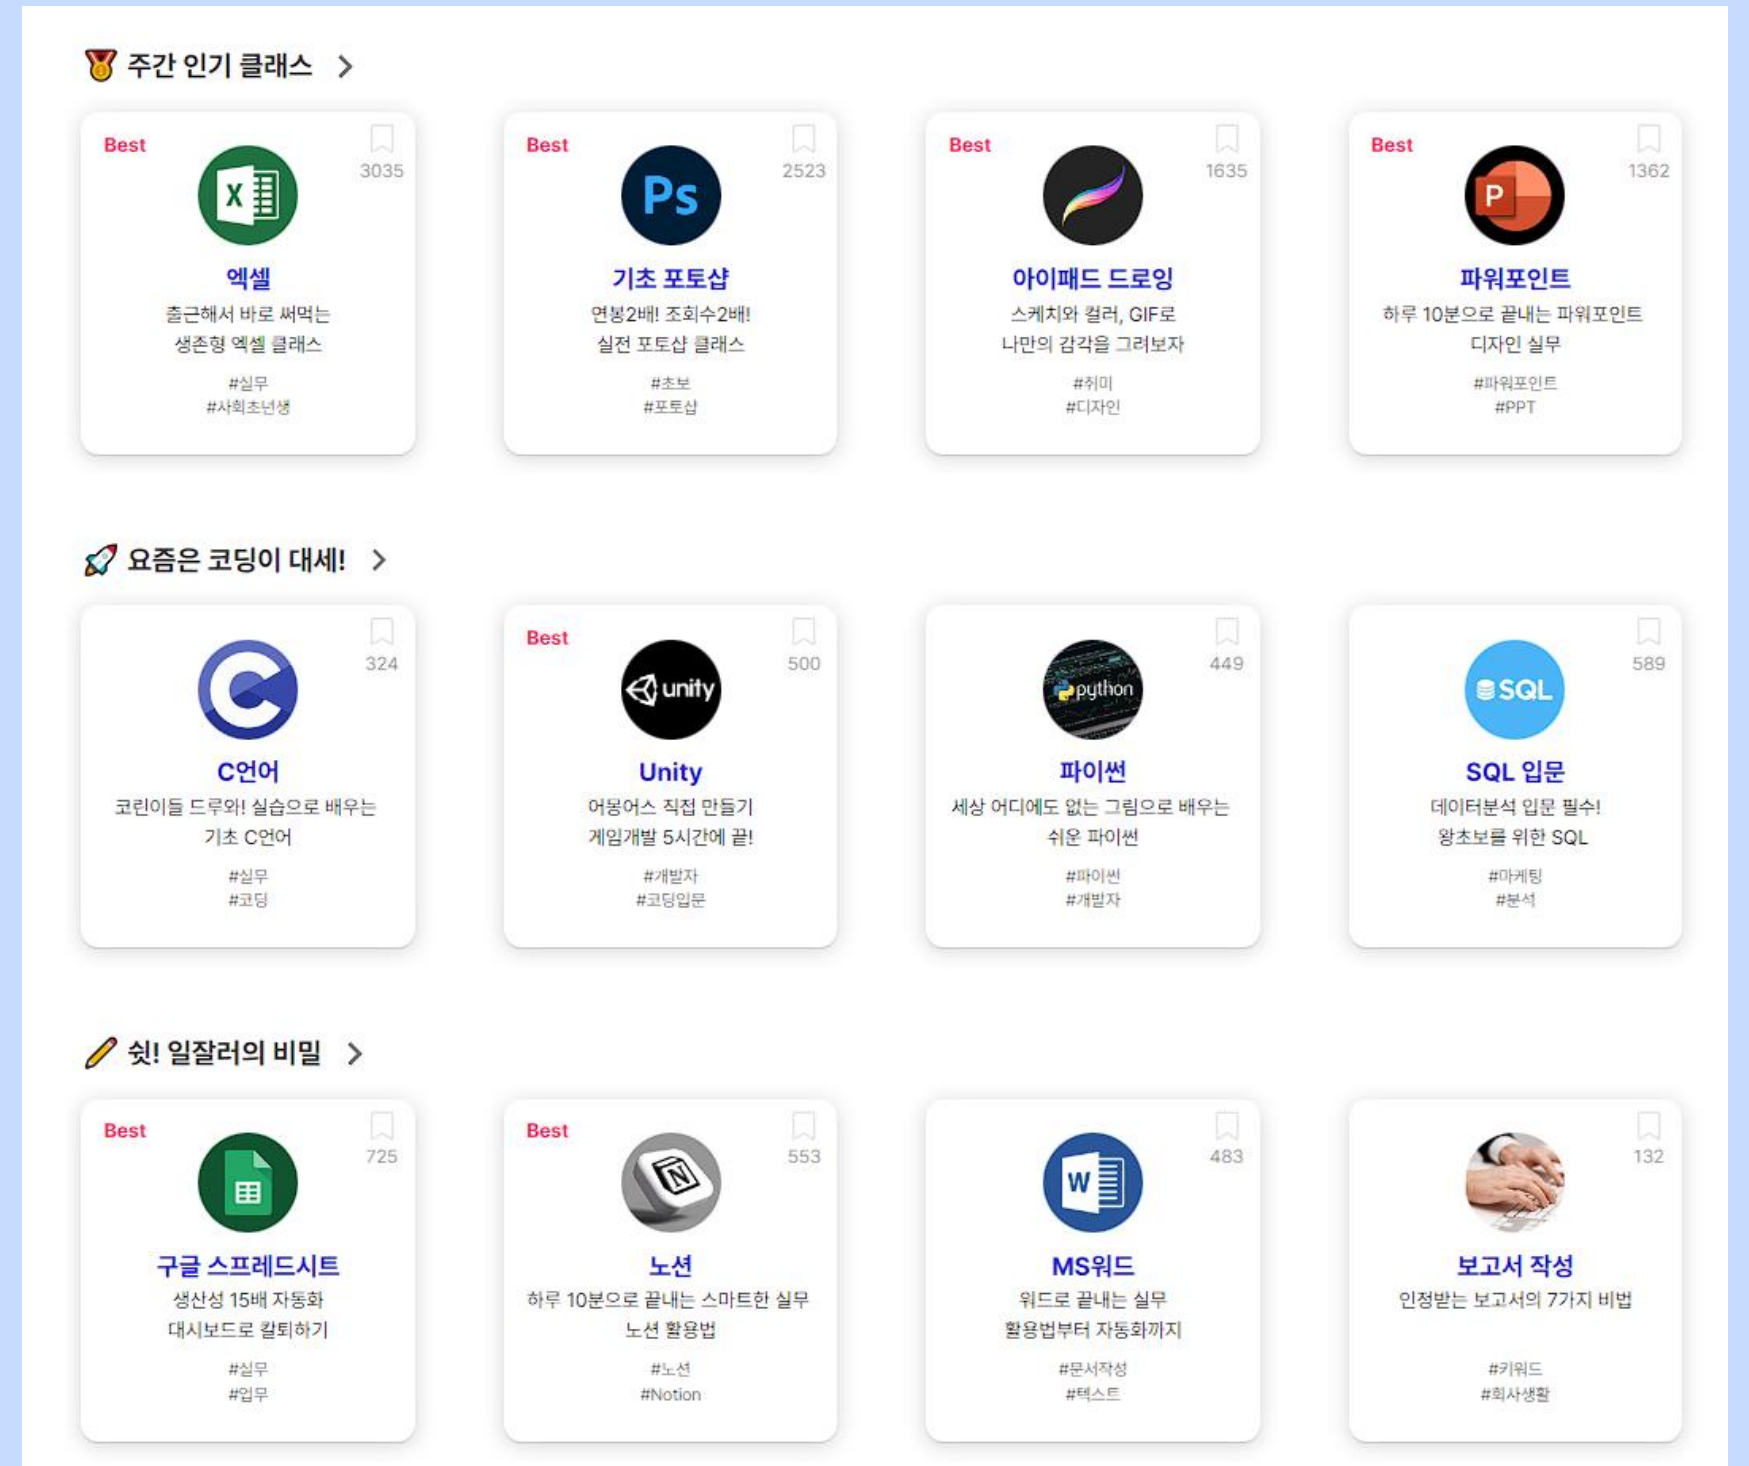 주간 인기 클래스
Best
3035
엑셀
출근해서 바로 써먹는
생존형 엑셀 클래스
#실무
#사회초년생
Best
2523
Ps
기초 포토샵
연봉2배! 조회수2배!
실전 포토샵 클래스
#초보
#포토샵
Best
1635
아이패드 드로잉
스케치와 컬러, GIF로
나만의 감각을 그려보자
#취미
#디자인
Best
1362
P
파워포인트
하루 10분으로 끝내는 파워포인트
디자인 실무
#파워포인트
#PPT
요즘은 코딩이 대세!
324
C
C언어
코린이들 드루와! 실습으로 배우는
기초 C언어
#실무
#코딩
Best
500
unity
Unity
어몽어스 직접 만들기
게임개발 5시간에 끝!
#개발자
#코딩입문
449
python
파이썬
세상 어디에도 없는 그림으로 배우는
쉬운 파이썬
#파이썬
#개발자
589
SQL
SQL 입문
데이터분석 입문 필수!
왕초보를 위한 SQL
#마케팅
#분석
쉿! 일잘러의 비밀
Best
725
구글 스프레드시트
생산성 15배 자동화
대시보드로 칼퇴하기
#실무
#업무
Best
553
N
노션
하루 10분으로 끝내는 스마트한 실무
노션 활용법
#노션
#Notion
483
W
MS워드
워드로 끝내는 실무
활용법부터 자동화까지
#문서작성
#텍스트
132
보고서 작성
인정받는 보고서의 7가지 비법
#키워드
#회사생활